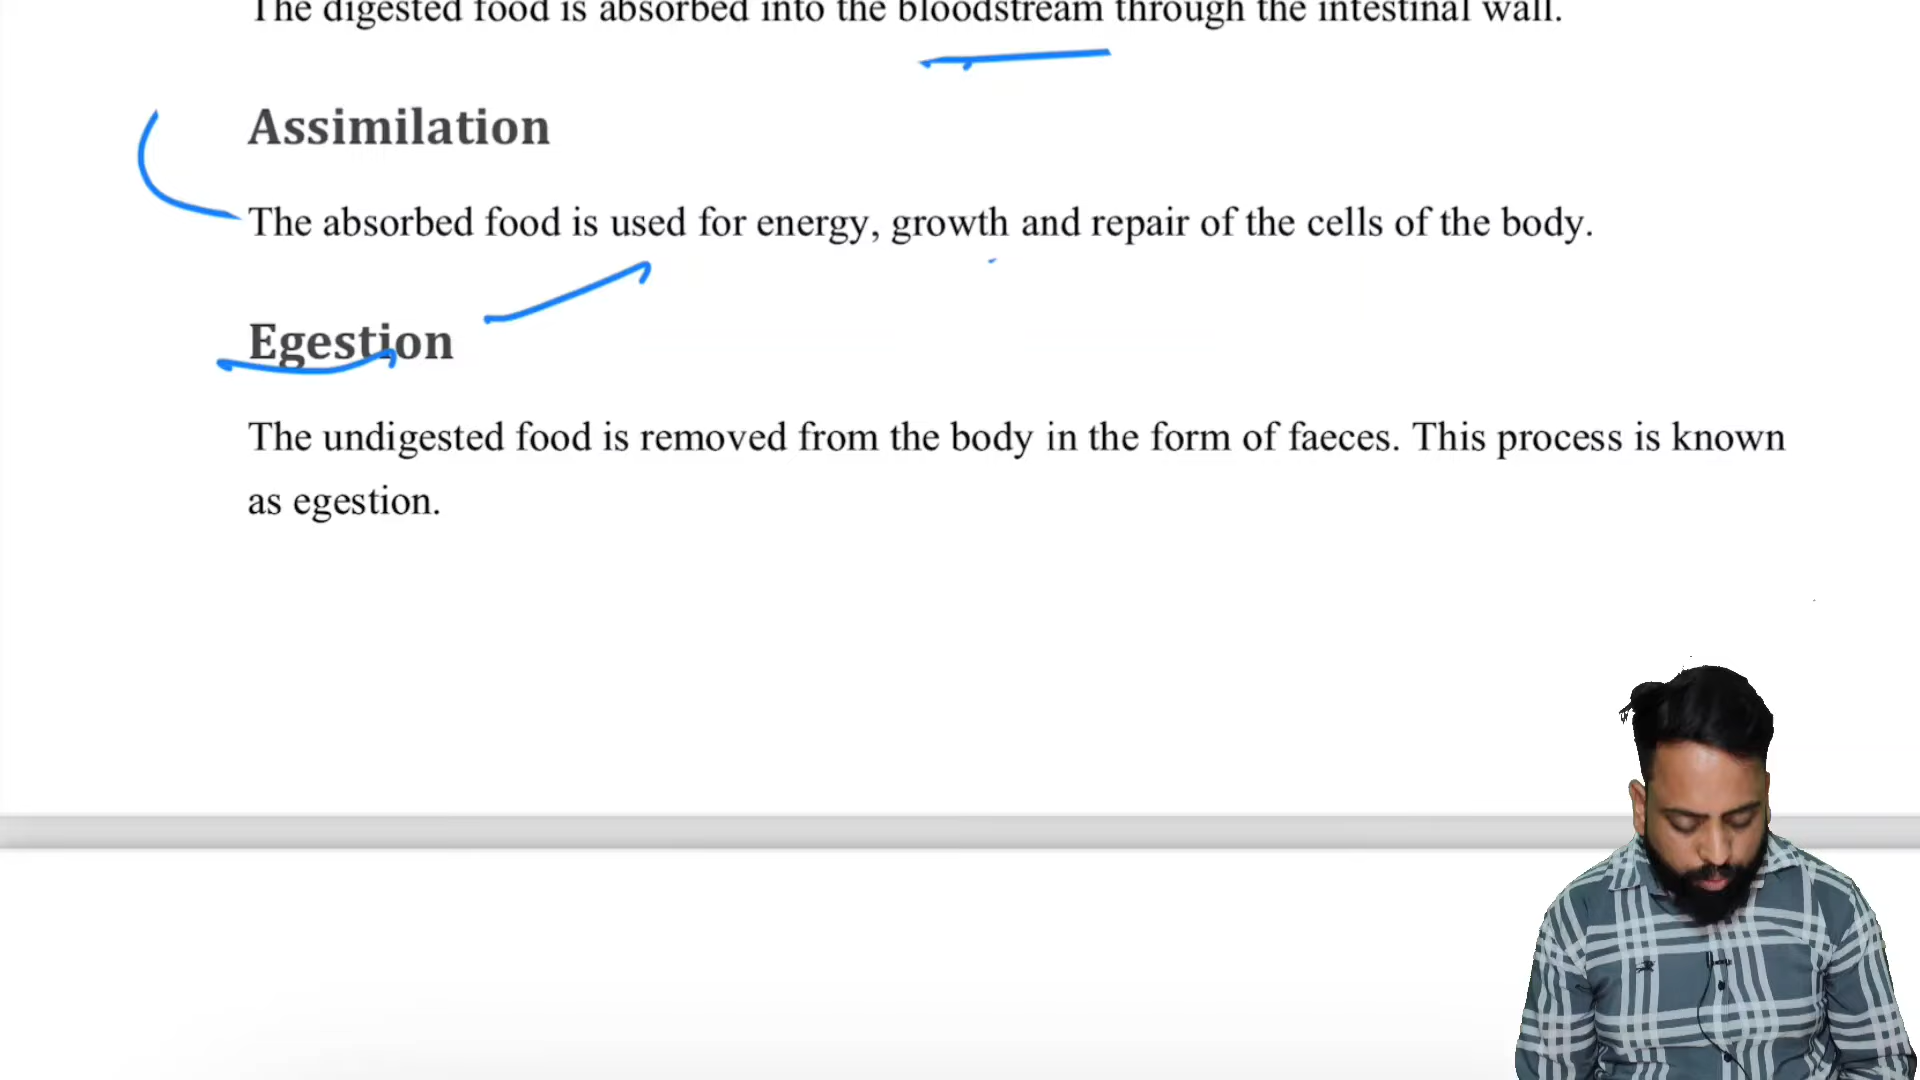 The digested food is absorbed into the bloodstream through the intestinal wall.
Assimilation
The absorbed food is used for energy, growth and repair of the cells of the body.
Egestion
The undigested food is removed from the body in the form of faeces. This process is known
as egestion.